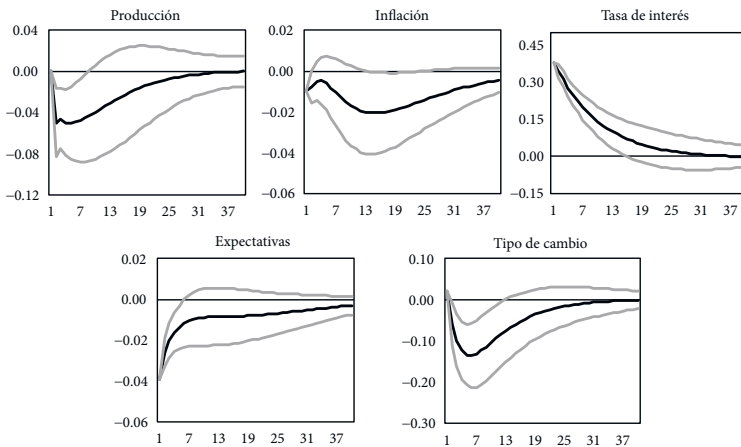 Producción
0.04
0.00
−0.04
−0.08
−0.12
1 7 13 19 25 31 37
Inflación
0.02
0.00
−0.02
−0.04
−0.06
1 7 13 19 25 31 37
Tasa de interés
0.45
0.30
0.15
0.00
−0.15
1 7 13 19 25 31 37
Expectativas
0.02
0.00
−0.02
−0.04
−0.06
1 7 13 19 25 31 37
Tipo de cambio
0.10
0.00
−0.10
−0.20
−0.30
1 7 13 19 25 31 37